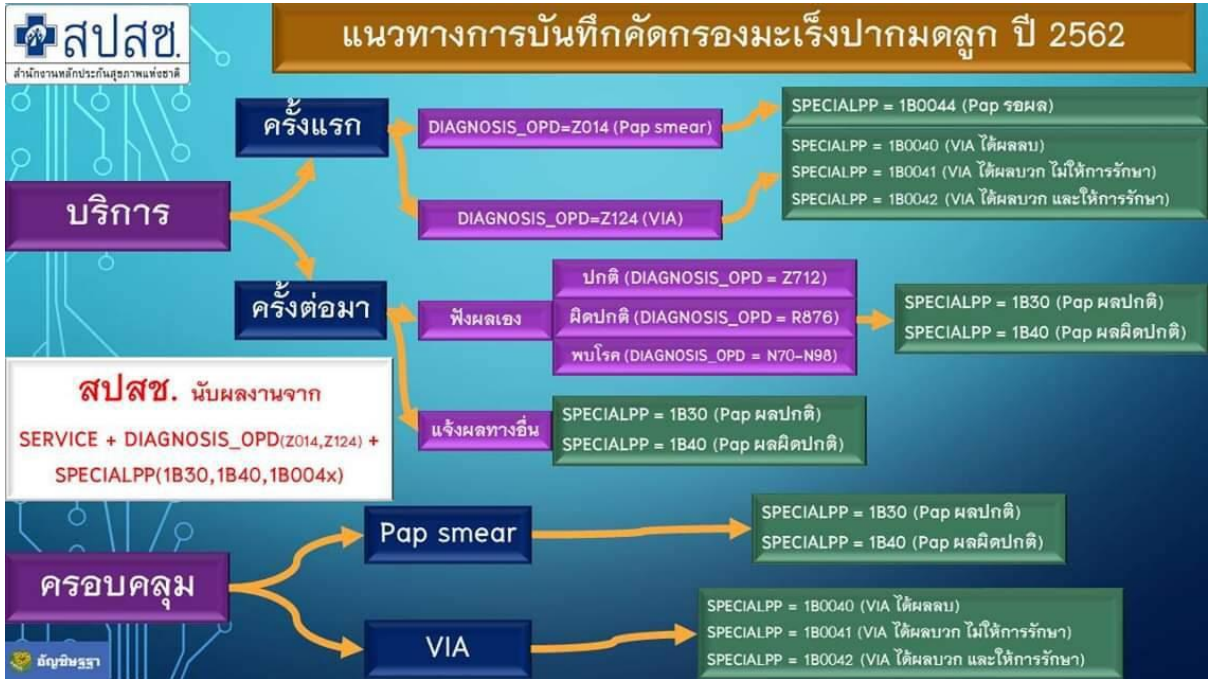 สปสช.
สำนักงานหลักประกันสุขภาพแห่งชาติ
แนวทางการบันทึกคัดกรองมะเร็งปากมดลูก ปี 2562
บริการ
ครั้งแรก
DIAGNOSIS_OPD=Z014 (Pap smear)
SPECIALPP = 1B0044 (Pap รอผล)
DIAGNOSIS_OPD=Z124 (VIA)
SPECIALPP = 1B0040 (VIA ได้ผลลบ)
SPECIALPP = 1B0041 (VIA ได้ผลบวก ไม่ให้การรักษา)
SPECIALPP = 1B0042 (VIA ได้ผลบวก และให้การรักษา)
ครั้งต่อมา
ฟังผลเอง
ปกติ (DIAGNOSIS_OPD = Z712)
ผิดปกติ (DIAGNOSIS_OPD = R876)
พบโรค (DIAGNOSIS_OPD = N70-N98)
SPECIALPP = 1B30 (Pap ผลปกติ)
SPECIALPP = 1B40 (Pap ผลผิดปกติ)
แจ้งผลทางอื่น
SPECIALPP = 1B30 (Pap ผลปกติ)
SPECIALPP = 1B40 (Pap ผลผิดปกติ)
สปสช. นับผลงานจาก
SERVICE + DIAGNOSIS_OPD(Z014,Z124) +
SPECIALPP(1B30,1B40,1B004x)
ครอบคลุม
Pap smear
SPECIALPP = 1B30 (Pap ผลปกติ)
SPECIALPP = 1B40 (Pap ผลผิดปกติ)
VIA
SPECIALPP = 1B0040 (VIA ได้ผลลบ)
SPECIALPP = 1B0041 (VIA ได้ผลบวก ไม่ให้การรักษา)
SPECIALPP = 1B0042 (VIA ได้ผลบวก และให้การรักษา)
อัญชิษฐฐา